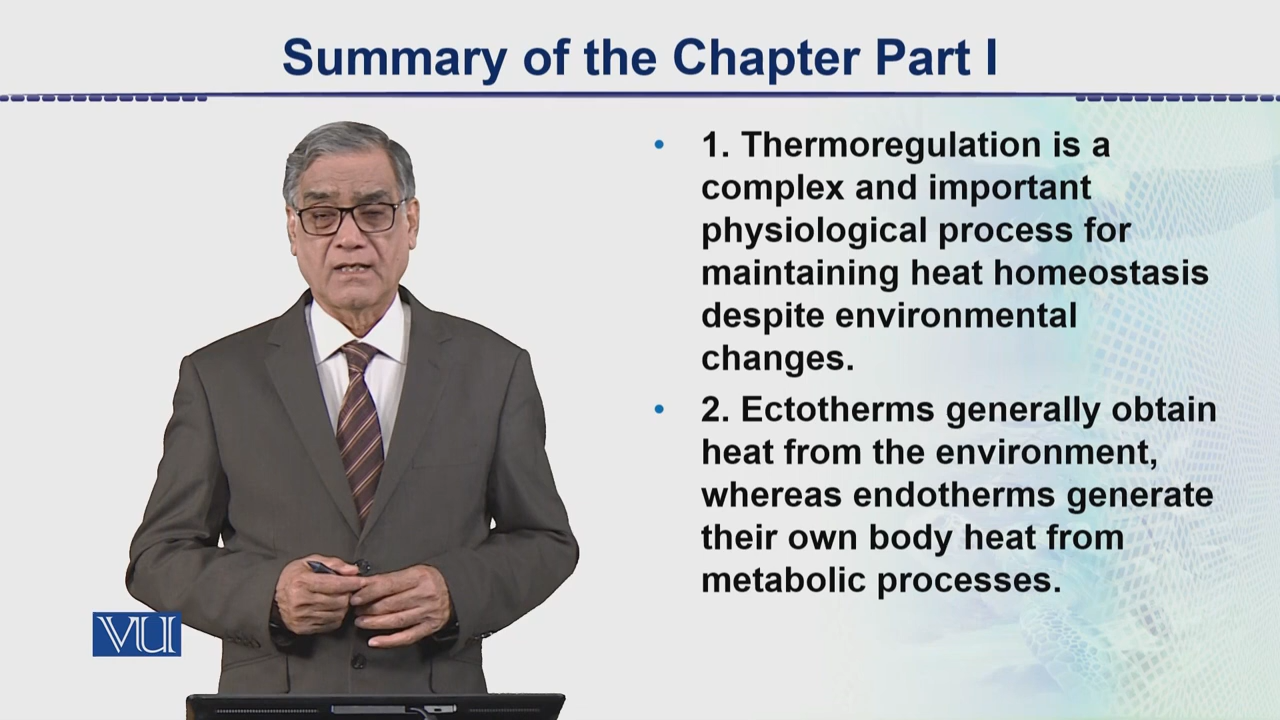 Summary of the Chapter Part I
• 1. Thermoregulation is a
complex and important
physiological process for
maintaining heat homeostasis
despite environmental
changes.
• 2. Ectotherms generally obtain
heat from the environment,
whereas endotherms generate
their own body heat from
metabolic processes.
VU